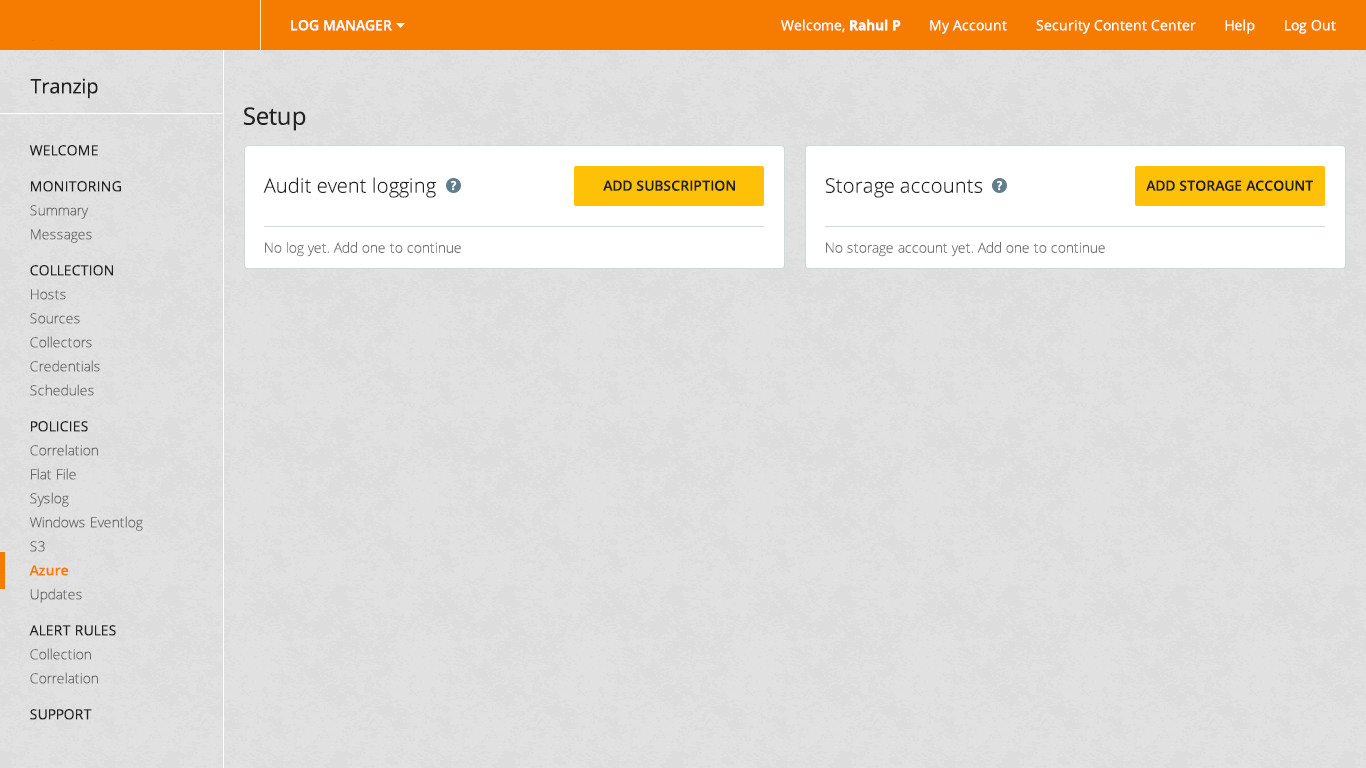 LOG MANAGER
Welcome, Rahul P
My Account
Security Content Center
Help
Log Out
Tranzip
WELCOME
MONITORING
Summary
Messages
COLLECTION
Hosts
Sources
Collectors
Credentials
Schedules
POLICIES
Correlation
Flat File
Syslog
Windows Eventlog
S3
Azure
Updates
ALERT RULES
Collection
Correlation
SUPPORT
Setup
Audit event logging ?
ADD SUBSCRIPTION
No log yet. Add one to continue
Storage accounts ?
ADD STORAGE ACCOUNT
No storage account yet. Add one to continue